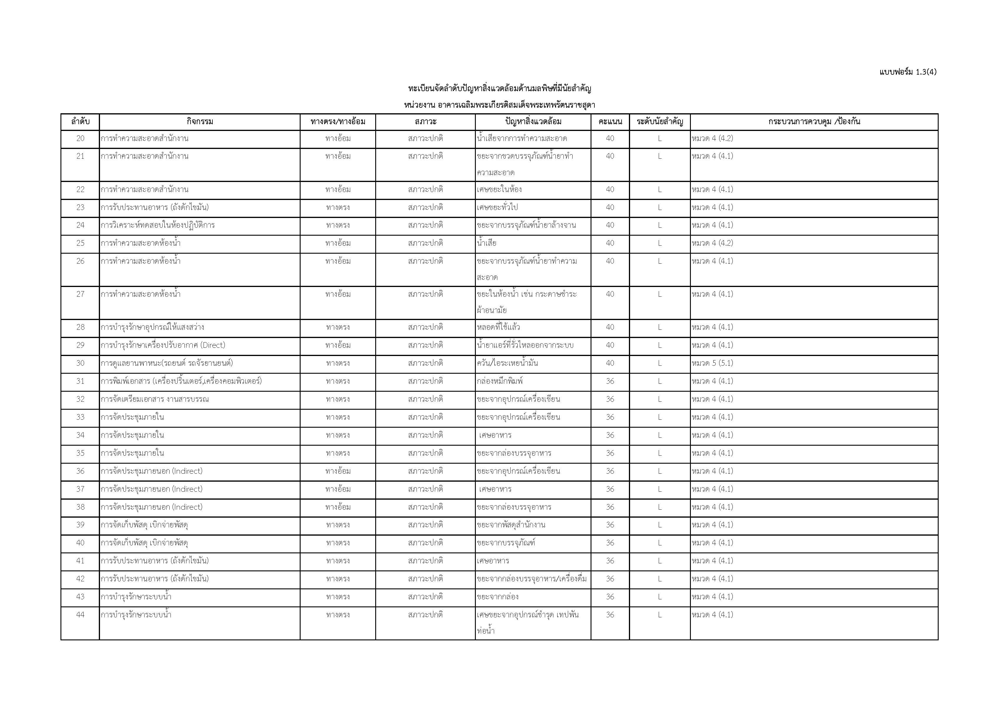 แบบฟอร์ม 1.3(4)
ทะเบียนจัดลำดับปัญหาสิ่งแวดล้อมด้านมลพิษที่มีนัยสำคัญ
หน่วยงาน อาคารเฉลิมพระเกียรติสมเด็จพระเทพรัตนราชสุดา
ลำดับ กิจกรรม ทางตรง/ทางอ้อม สภาวะ ปัญหาสิ่งแวดล้อม คะแนน ระดับนัยสำคัญ กระบวนการควบคุม /ป้องกัน
20 การทำความสะอาดสำนักงาน ทางอ้อม สภาวะปกติ น้ำเสียจากการทำความสะอาด 40 L หมวด 4 (4.2)
21 การทำความสะอาดสำนักงาน ทางอ้อม สภาวะปกติ ขยะจากขวดบรรจุภัณฑ์น้ำยาทำ 40 L หมวด 4 (4.1)
ความสะอาด
22 การทำความสะอาดสำนักงาน ทางอ้อม สภาวะปกติ เศษขยะในห้อง 40 L หมวด 4 (4.1)
23 การรับประทานอาหาร (ถังดักไขมัน) ทางตรง สภาวะปกติ เศษขยะทั่วไป 40 L หมวด 4 (4.1)
24 การวิเคราะห์ทดสอบในห้องปฏิบัติการ ทางตรง สภาวะปกติ ขยะจากบรรจุภัณฑ์น้ำยาล้างจาน 40 L หมวด 4 (4.1)
25 การทำความสะอาดห้องน้ำ ทางอ้อม สภาวะปกติ น้ำเสีย 40 L หมวด 4 (4.2)
26 การทำความสะอาดห้องน้ำ ทางอ้อม สภาวะปกติ ขยะจากบรรจุภัณฑ์น้ำยาทำความ 40 L หมวด 4 (4.1)
สะอาด
27 การทำความสะอาดห้องน้ำ ทางอ้อม สภาวะปกติ ขยะในห้องน้ำ เช่น กระดาษชำระ 40 L หมวด 4 (4.1)
ผ้าอนามัย
28 การบำรุงรักษาอุปกรณ์ให้แสงสว่าง ทางตรง สภาวะปกติ หลอดที่ใช้แล้ว 40 L หมวด 4 (4.1)
29 การบำรุงรักษาเครื่องปรับอากาศ (Direct) ทางอ้อม สภาวะปกติ น้ำยาแอร์ที่รั่วไหลออกจากระบบ 40 L หมวด 4 (4.1)
30 การดูแลยานพาหนะ(รถยนต์ รถจัรยานยนต์) ทางตรง สภาวะปกติ ควัน/ไอระเหยน้ำมัน 40 L หมวด 5 (5.1)
31 การพิมพ์เอกสาร (เครื่องปริ้นเตอร์,เครื่องคอมพิวเตอร์) ทางตรง สภาวะปกติ กล่องหมึกพิมพ์ 36 L หมวด 4 (4.1)
32 การจัดเตรียมเอกสาร งานสารบรรณ ทางตรง สภาวะปกติ ขยะจากอุปกรณ์เครื่องเขียน 36 L หมวด 4 (4.1)
33 การจัดประชุมภายใน ทางตรง สภาวะปกติ ขยะจากอุปกรณ์เครื่องเขียน 36 L หมวด 4 (4.1)
34 การจัดประชุมภายใน ทางตรง สภาวะปกติ เศษอาหาร 36 L หมวด 4 (4.1)
35 การจัดประชุมภายใน ทางตรง สภาวะปกติ ขยะจากล่องบรรจุอาหาร 36 L หมวด 4 (4.1)
36 การจัดประชุมภายนอก (Indirect) ทางอ้อม สภาวะปกติ ขยะจากอุปกรณ์เครื่องเขียน 36 L หมวด 4 (4.1)
37 การจัดประชุมภายนอก (Indirect) ทางอ้อม สภาวะปกติ เศษอาหาร 36 L หมวด 4 (4.1)
38 การจัดประชุมภายนอก (Indirect) ทางอ้อม สภาวะปกติ ขยะจากล่องบรรจุอาหาร 36 L หมวด 4 (4.1)
39 การจัดเก็บพัสดุ เบิกจ่ายพัสดุ ทางตรง สภาวะปกติ ขยะจากพัสดุสำนักงาน 36 L หมวด 4 (4.1)
40 การจัดเก็บพัสดุ เบิกจ่ายพัสดุ ทางตรง สภาวะปกติ ขยะจากบรรจุภัณฑ์ 36 L หมวด 4 (4.1)
41 การรับประทานอาหาร (ถังดักไขมัน) ทางตรง สภาวะปกติ เศษอาหาร 36 L หมวด 4 (4.1)
42 การรับประทานอาหาร (ถังดักไขมัน) ทางตรง สภาวะปกติ ขยะจากกล่องบรรจุอาหาร/เครื่องดื่ม 36 L หมวด 4 (4.1)
43 การบำรุงรักษาระบบน้ำ ทางตรง สภาวะปกติ ขยะจากกล่อง 36 L หมวด 4 (4.1)
44 การบำรุงรักษาระบบน้ำ ทางตรง สภาวะปกติ เศษขยะจากอุปกรณ์ชำรุด เทปพัน 36 L หมวด 4 (4.1)
ท่อน้ำ